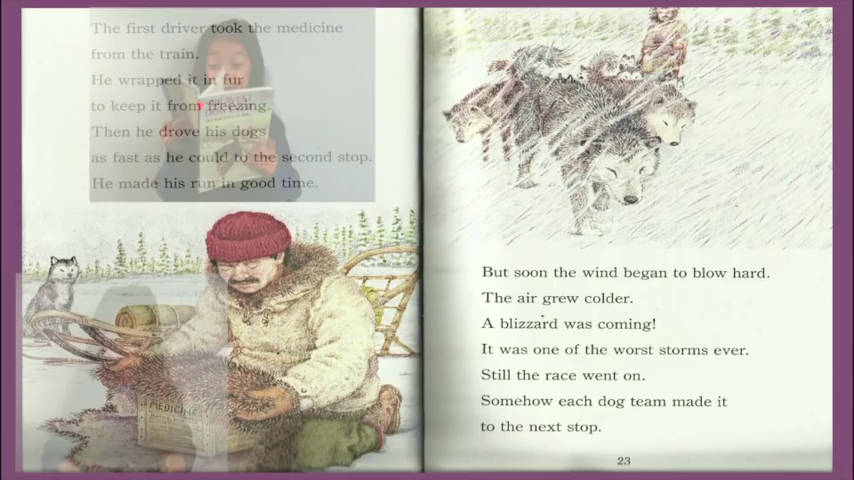 The first driver took the medicine
from the train.
He wrapped it in fur
to keep it from freezing.
Then he drove his dogs
as fast as he could to the second stop.
He made his run in good time.
MEDICINE
But soon the wind began to blow hard.
The air grew colder.
A blizzard was coming!
It was one of the worst storms ever.
Still the race went on.
Somehow each dog team made it
to the next stop.
23